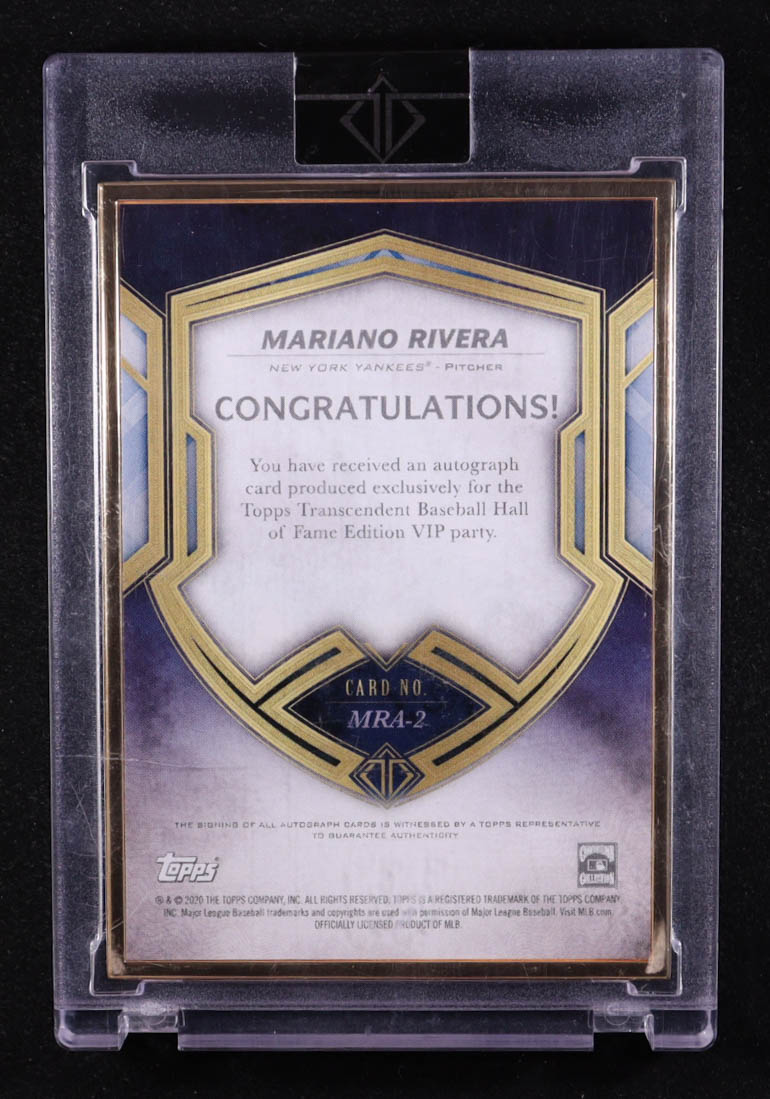 MARIANO RIVERA
NEW YORK YANKEES® - PITCHER
CONGRATULATIONS!
You have received an autograph
card produced exclusively for the
Topps Transcendent Baseball Hall
of Fame Edition VIP party.
CARD NO.
MRA-2
THE SIGNING OF ALL AUTOGRAPH CARDS IS WITNESSED BY A TOPPS REPRESENTATIVE
TO GUARANTEE AUTHENTICITY
topps
COLLECTION
® & © 2020 THE TOPPS COMPANY, INC. ALL RIGHTS RESERVED. TOPPS IS A REGISTERED TRADEMARK OF THE TOPPS COMPANY,
INC. Major League Baseball trademarks and copyrights are used with permission of Major League Baseball. Visit MLB.com.
OFFICIALLY LICENSED PRODUCT OF MLB.